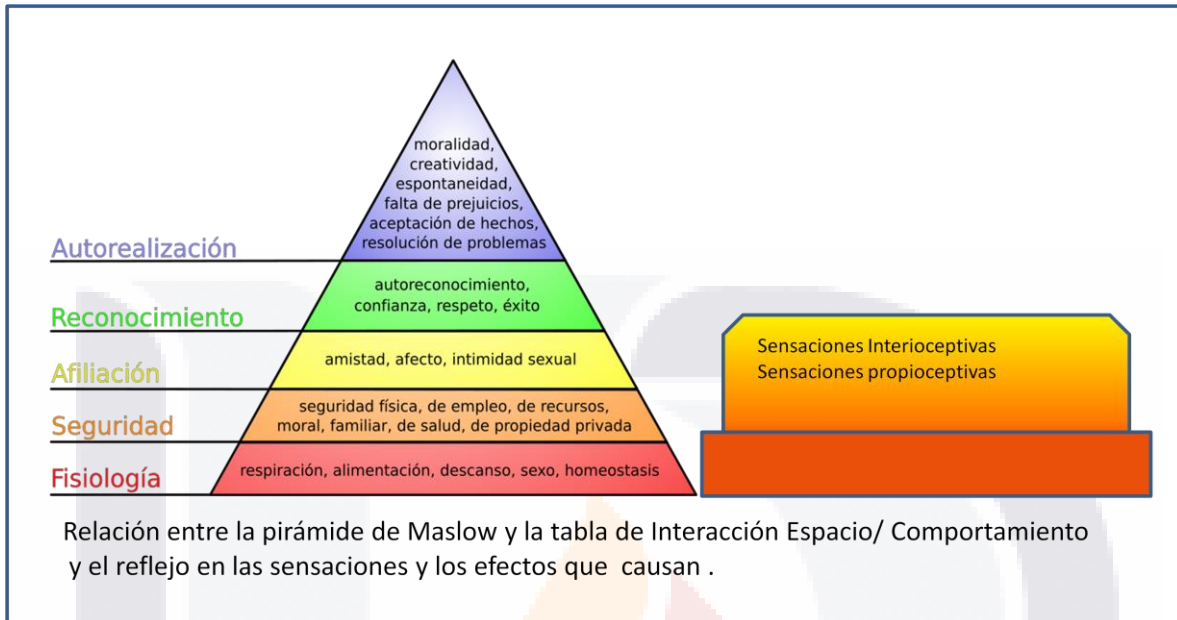 moralidad,
creatividad,
espontaneidad,
falta de prejuicios,
aceptación de hechos,
resolución de problemas
Autorealización
autoreconocimiento,
confianza, respeto, éxito
Reconocimiento
amistad, afecto, intimidad sexual
Afiliación
seguridad física, de empleo, de recursos,
moral, familiar, de salud, de propiedad privada
Seguridad
respiración, alimentación, descanso, sexo, homeostasis
Fisiología
Sensaciones Interioceptivas
Sensaciones propioceptivas
Relación entre la pirámide de Maslow y la tabla de Interacción Espacio/ Comportamiento
y el reflejo en las sensaciones y los efectos que causan .